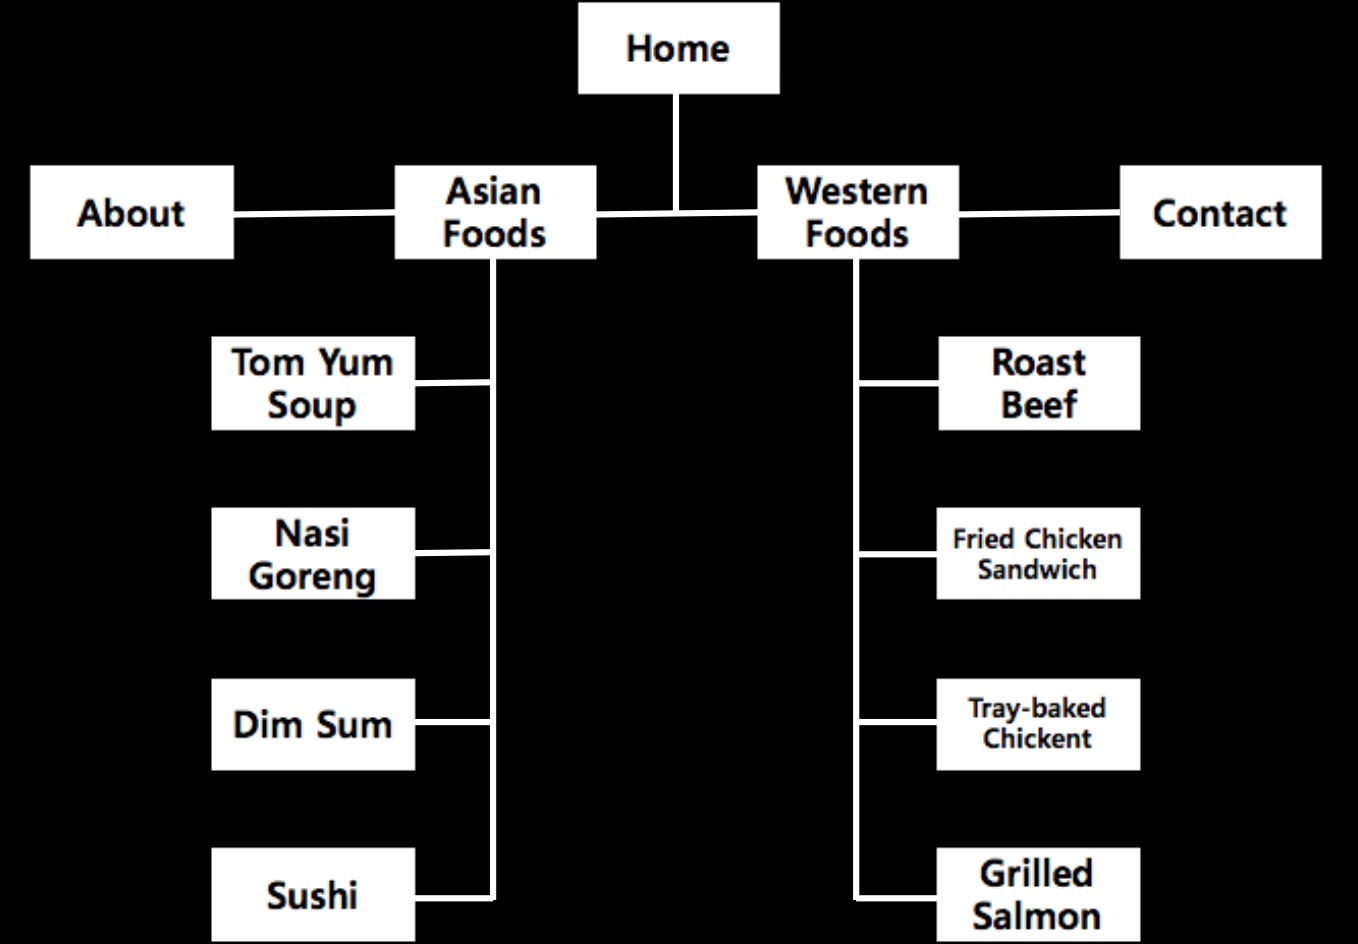 Home
About
Asian
Foods
Western
Foods
Contact
Tom Yum
Soup
Roast
Beef
Nasi
Goreng
Fried Chicken
Sandwich
Dim Sum
Tray-baked
Chickent
Sushi
Grilled
Salmon